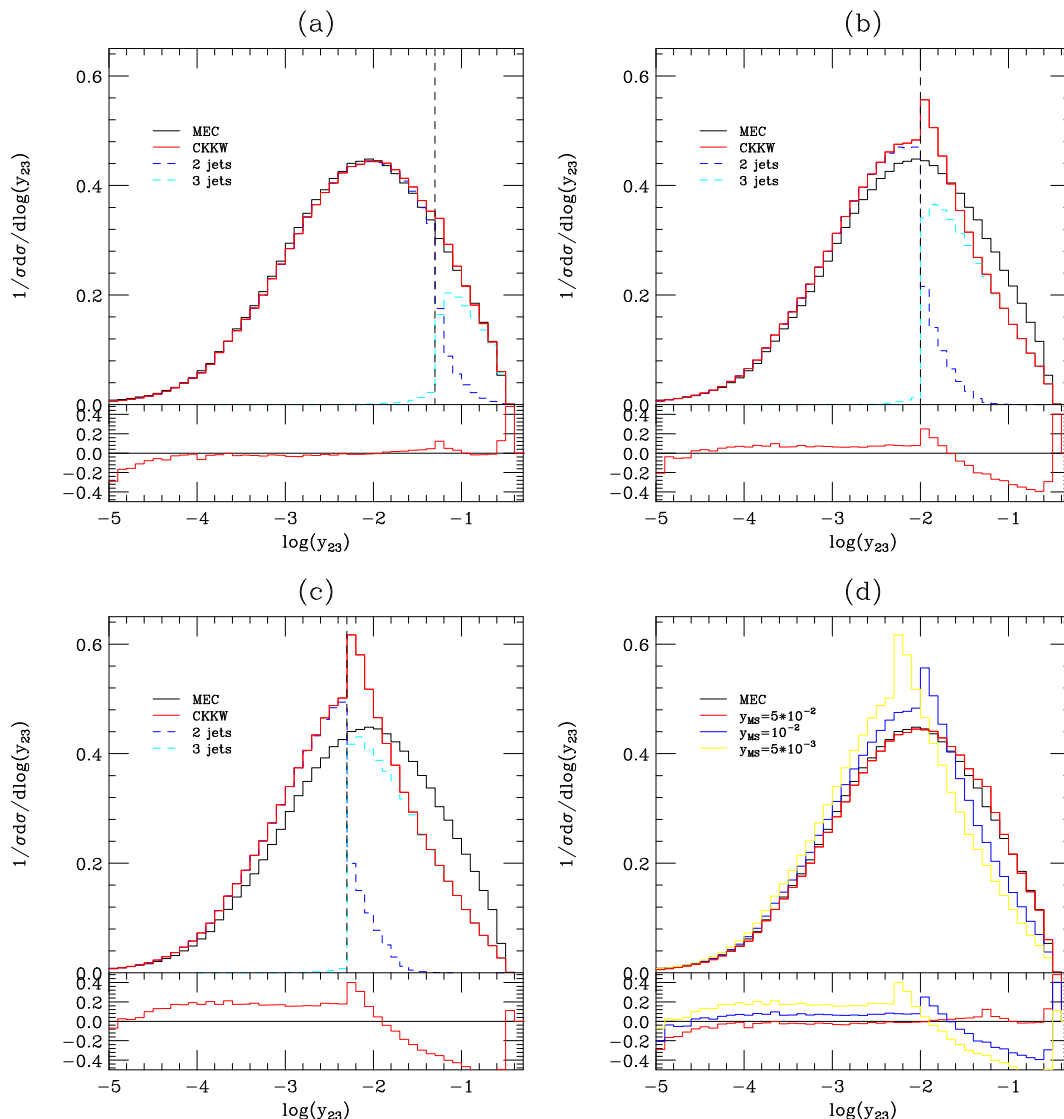 (a)
1/σdσ/dlog(y₂₃)
0.6
0.4
0.2
0.0
MEC
CKKW
2 jets
3 jets
0.4
0.2
0.0
−0.2
−0.4
−5 −4 −3 −2 −1
log(y₂₃)
(b)
1/σdσ/dlog(y₂₃)
0.6
0.4
0.2
0.0
MEC
CKKW
2 jets
3 jets
0.4
0.2
0.0
−0.2
−0.4
−5 −4 −3 −2 −1
log(y₂₃)
(c)
1/σdσ/dlog(y₂₃)
0.6
0.4
0.2
0.0
MEC
CKKW
2 jets
3 jets
0.4
0.2
0.0
−0.2
−0.4
−5 −4 −3 −2 −1
log(y₂₃)
(d)
1/σdσ/dlog(y₂₃)
0.6
0.4
0.2
0.0
MEC
y_MS=5*10⁻²
y_MS=10⁻²
y_MS=5*10⁻³
0.4
0.2
0.0
−0.2
−0.4
−5 −4 −3 −2 −1
log(y₂₃)